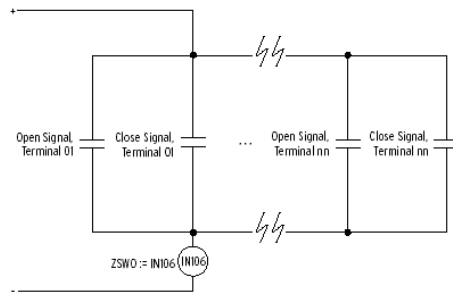 +
Open Signal,
Terminal 01
Close Signal,
Terminal 01
...
Open Signal,
Terminal nn
Close Signal,
Terminal nn
ZSWO := IN106
IN106
-